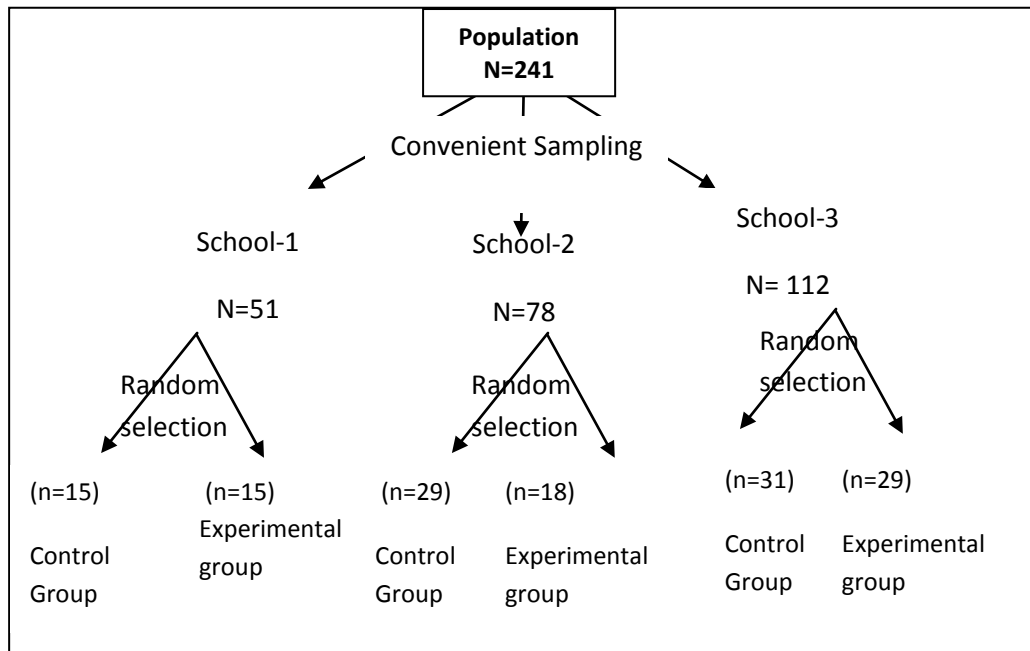 Population
N=241
Convenient Sampling
School-1
School-2
School-3
N=51
N=78
N= 112
Random
selection
Random
selection
Random
selection
(n=15)
(n=15)
(n=29)
(n=18)
(n=31)
(n=29)
Control
Group
Experimental
group
Control
Group
Experimental
group
Control
Group
Experimental
group